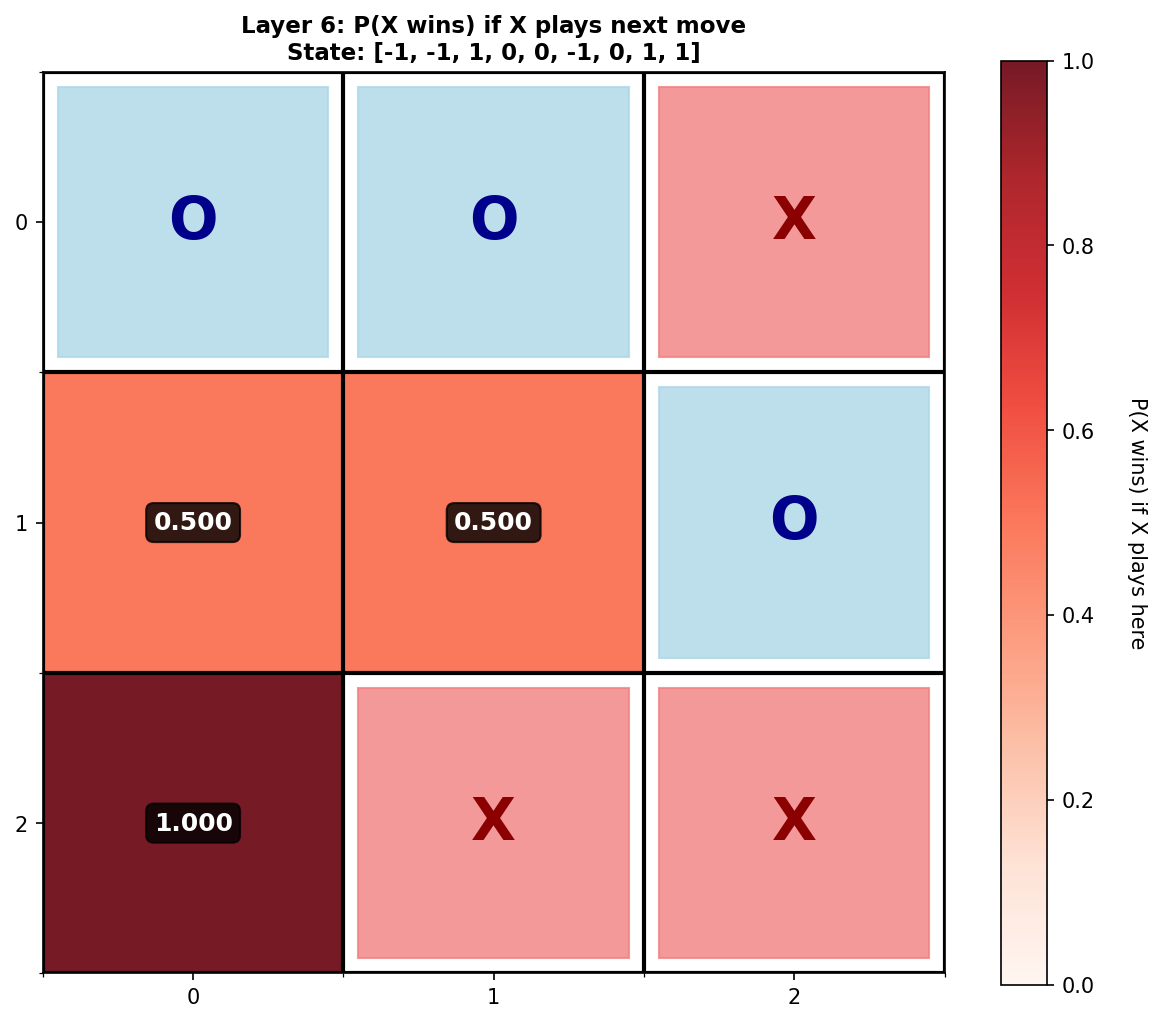 Layer 6: P(X wins) if X plays next move
State: [-1, -1, 1, 0, 0, -1, 0, 1, 1]
0
O
O
X
1
0.500
0.500
O
2
1.000
X
X
0
1
2
1.0
0.8
0.6
0.4
0.2
0.0
P(X wins) if X plays here